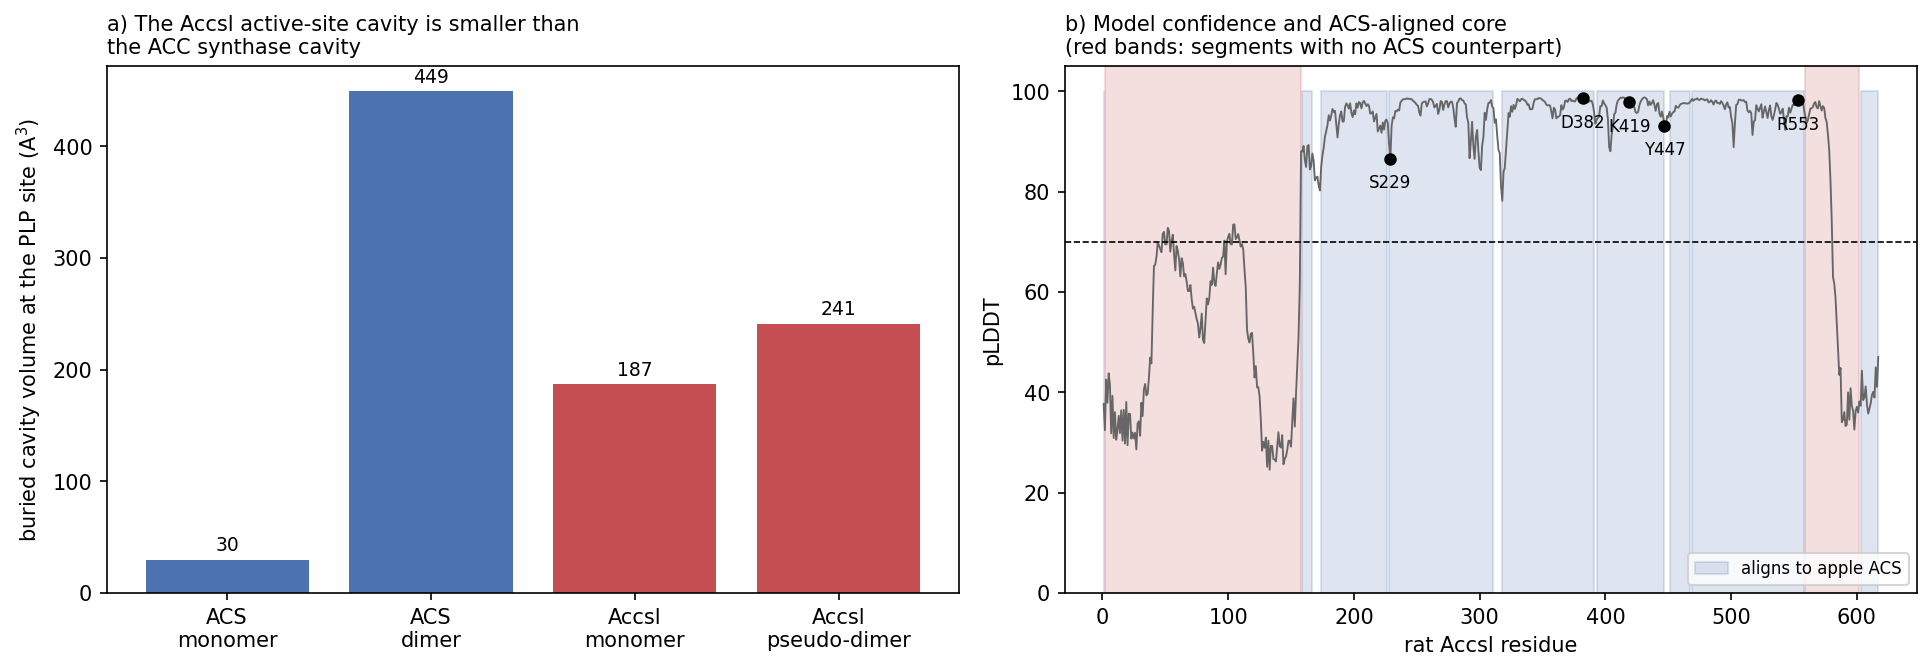 a) The Accsl active-site cavity is smaller than
the ACC synthase cavity
buried cavity volume at the PLP site (A³)
400
300
200
100
0
30
449
187
241
ACS
monomer
ACS
dimer
Accsl
monomer
Accsl
pseudo-dimer
b) Model confidence and ACS-aligned core
(red bands: segments with no ACS counterpart)
pLDDT
100
80
60
40
20
0
S229
D382
K419
Y447
R553
aligns to apple ACS
0
100
200
300
400
500
600
rat Accsl residue